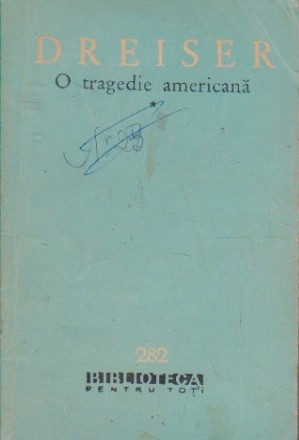 DREISER
O tragedie americană
*
282
BIBLIOTECA
PENTRU TOȚI